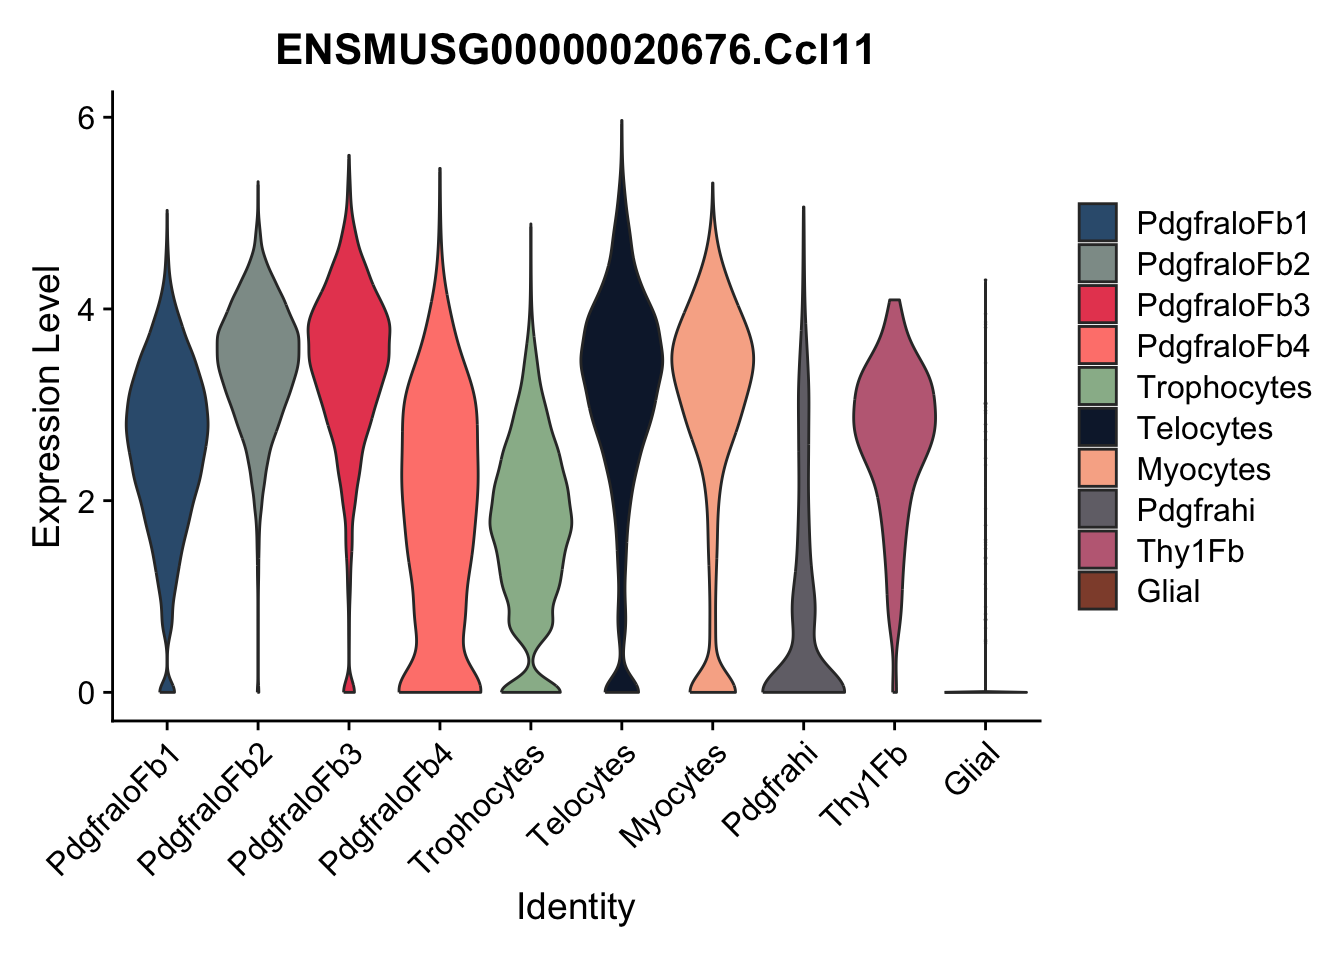 ENSMUSG00000020676.Ccl11
Expression Level
6
4
2
0
PdgfraloFb1
PdgfraloFb2
PdgfraloFb3
PdgfraloFb4
Trophocytes
Telocytes
Myocytes
Pdgfrahi
Thy1Fb
Glial
Identity
PdgfraloFb1
PdgfraloFb2
PdgfraloFb3
PdgfraloFb4
Trophocytes
Telocytes
Myocytes
Pdgfrahi
Thy1Fb
Glial